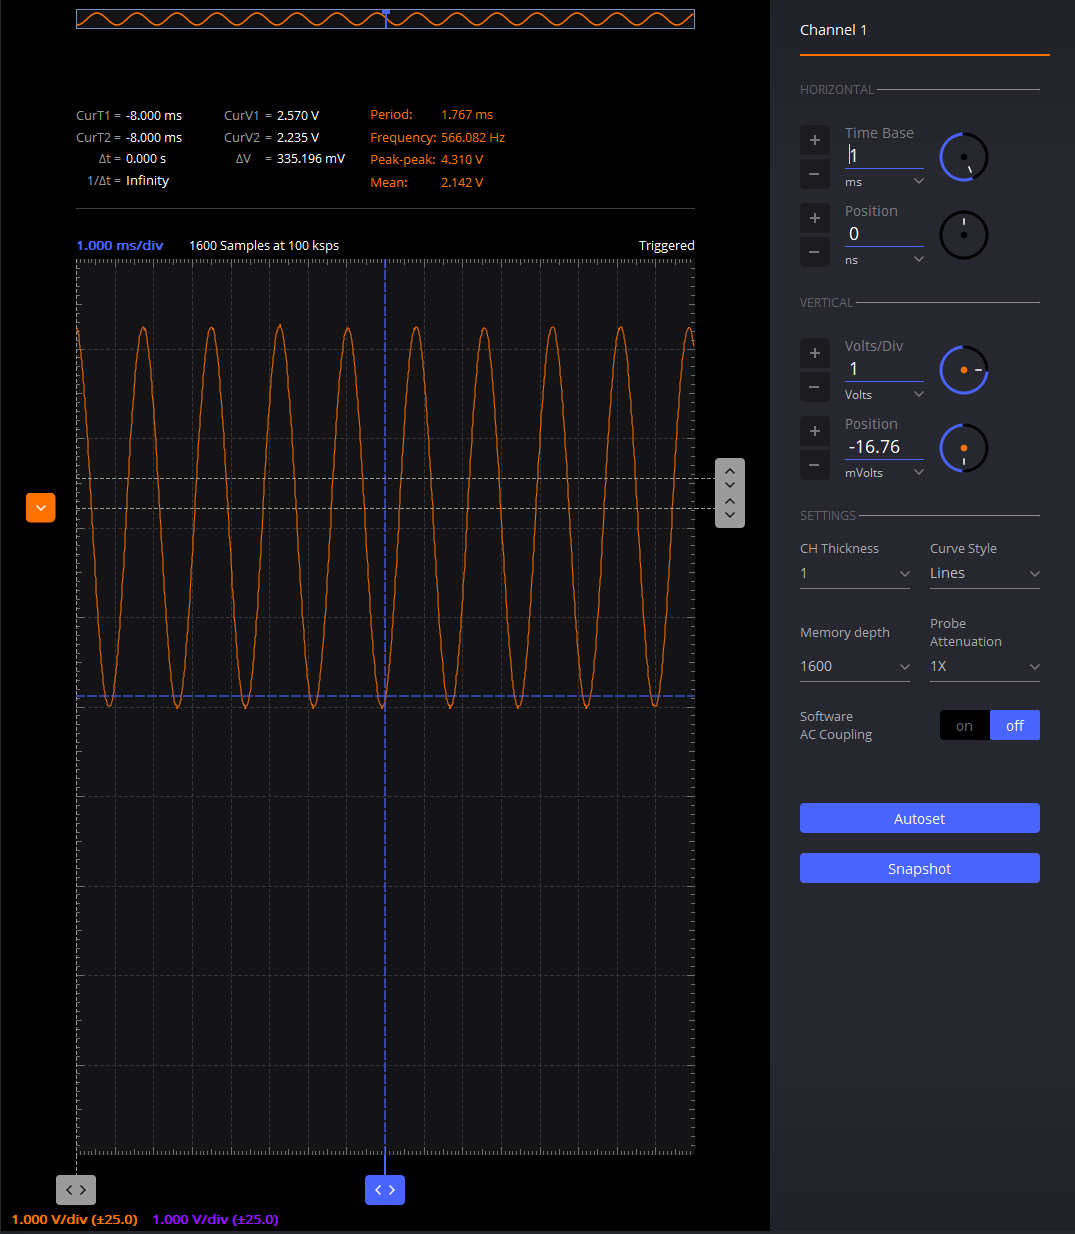 Channel 1
HORIZONTAL
CurT1 = -8.000 ms CurV1 = 2.570 V Period: 1.767 ms
CurT2 = -8.000 ms CurV2 = 2.235 V Frequency: 566.082 Hz
Δt = 0.000 s ΔV = 335.196 mV Peak-peak: 4.310 V
1/Δt = Infinity Mean: 2.142 V
1.000 ms/div 1600 Samples at 100 ksps Triggered
+ Time Base
1
− ms
+ Position
0
− ns
VERTICAL
+ Volts/Div
1
− Volts
+ Position
-16.76
− mVolts
SETTINGS
CH Thickness Curve Style
1 Lines
Memory depth Probe
Attenuation
1600 1X
Software
AC Coupling
on off
Autoset
Snapshot
1.000 V/div (±25.0) 1.000 V/div (±25.0)